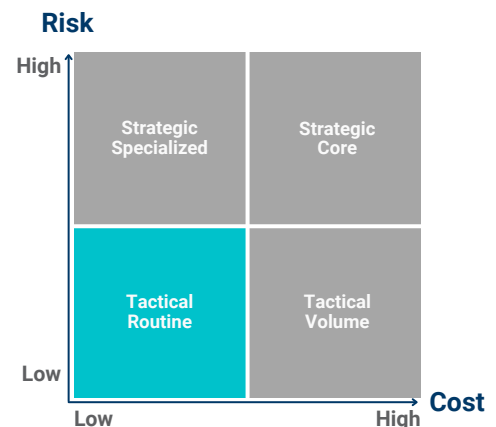 Risk
High
Strategic
Specialized
Strategic
Core
Tactical
Routine
Tactical
Volume
Low
Cost
Low
High